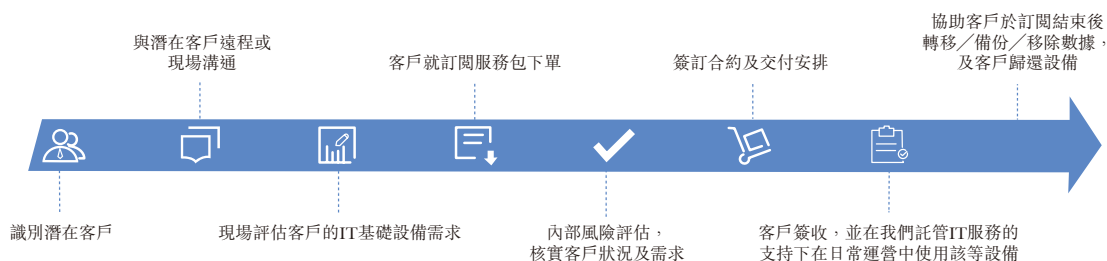 識別潛在客戶
與潛在客戶遠程或
現場溝通
現場評估客戶的IT基礎設備需求
客戶就訂閱服務包下單
內部風險評估，
核實客戶狀況及需求
簽訂合約及交付安排
客戶簽收，並在我們託管IT服務的
支持下在日常運營中使用該等設備
協助客戶於訂閱結束後
轉移／備份／移除數據，
及客戶歸還設備